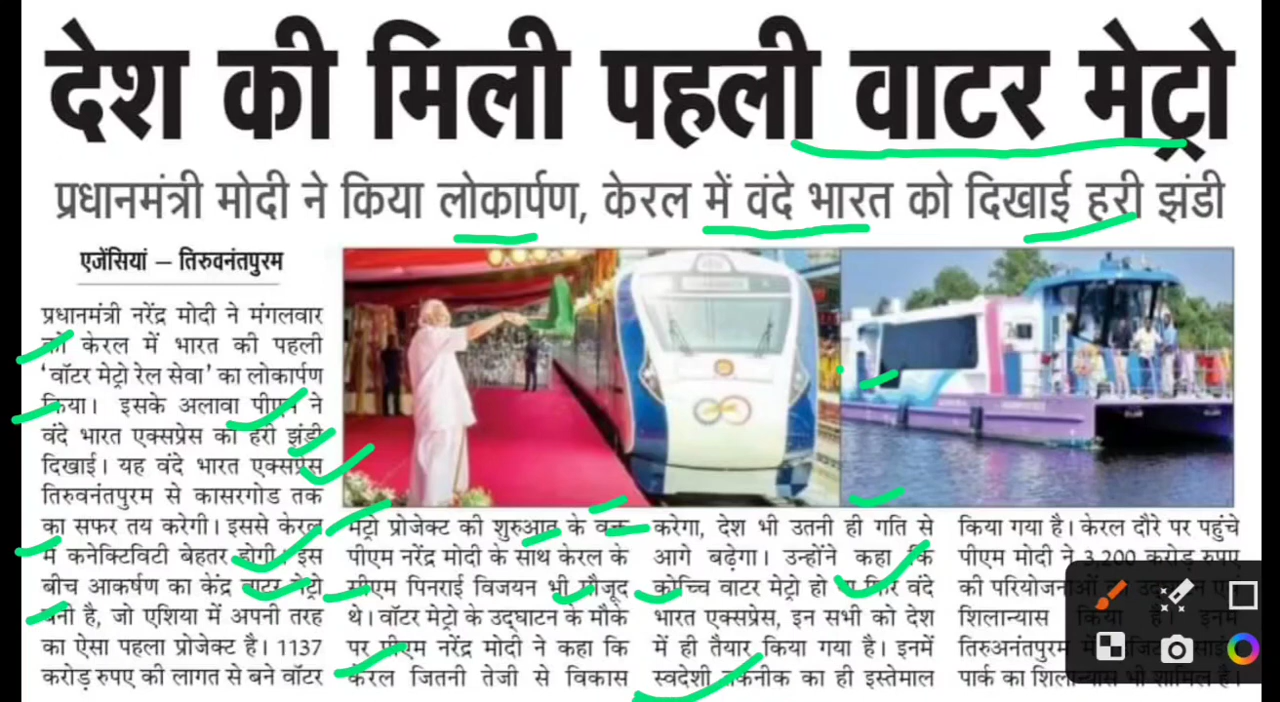 देश की मिली पहली वाटर मेट्रो
प्रधानमंत्री मोदी ने किया लोकार्पण, केरल में वंदे भारत को दिखाई हरी झंडी
एजेंसियां – तिरुवनंतपुरम
प्रधानमंत्री नरेंद्र मोदी ने मंगलवार
को केरल में भारत की पहली
‘वॉटर मेट्रो रेल सेवा’ का लोकार्पण
किया। इसके अलावा पीएम ने
वंदे भारत एक्सप्रेस को हरी झंडी
दिखाई। यह वंदे भारत एक्सप्रेस
तिरुवनंतपुरम से कासरगोड तक
का सफर तय करेगी। इससे केरल
में कनेक्टिविटी बेहतर होगी। इस
बीच आकर्षण का केंद्र वाटर मेट्रो
बनी है, जो एशिया में अपनी तरह
का ऐसा पहला प्रोजेक्ट है। 1137
करोड़ रुपए की लागत से बने वॉटर
मेट्रो प्रोजेक्ट की शुरुआत के वक्त
पीएम नरेंद्र मोदी के साथ केरल के
सीएम पिनराई विजयन भी मौजूद
थे। वॉटर मेट्रो के उद्घाटन के मौके
पर पीएम नरेंद्र मोदी ने कहा कि
केरल जितनी तेजी से विकास
करेगा, देश भी उतनी ही गति से
आगे बढ़ेगा। उन्होंने कहा कि
कोच्चि वाटर मेट्रो हो या फिर वंदे
भारत एक्सप्रेस, इन सभी को देश
में ही तैयार किया गया है। इनमें
स्वदेशी तकनीक का ही इस्तेमाल
किया गया है। केरल दौरे पर पहुंचे
पीएम मोदी ने 3,200 करोड़ रुपए
की परियोजनाओं का उद्घाटन एवं
शिलान्यास किया है। इनमें
तिरुअनंतपुरम में
पार्क का शिलान्यास भी शामिल है।